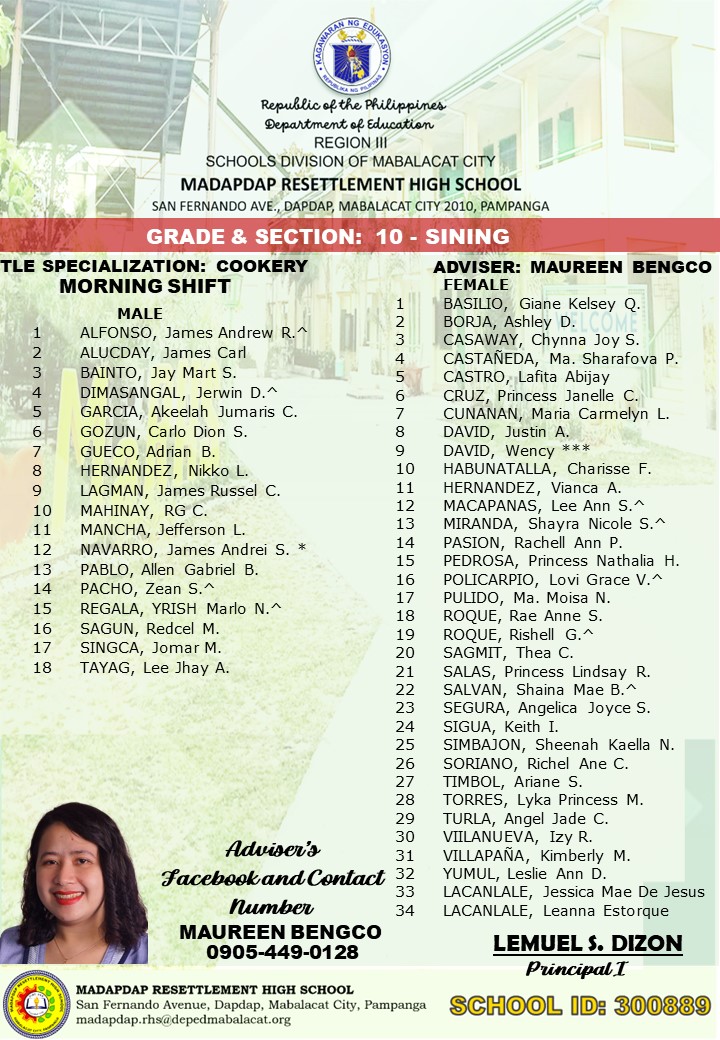 KAGAWARAN NG EDUKASYON
REPUBLIKA NG PILIPINAS
Republic of the Philippines
Department of Education
REGION III
SCHOOLS DIVISION OF MABALACAT CITY
MADAPDAP RESETTLEMENT HIGH SCHOOL
SAN FERNANDO AVE., DAPDAP, MABALACAT CITY 2010, PAMPANGA
GRADE & SECTION: 10 - SINING
TLE SPECIALIZATION: COOKERY
MORNING SHIFT
MALE
1 ALFONSO, James Andrew R.^
2 ALUCDAY, James Carl
3 BAINTO, Jay Mart S.
4 DIMASANGAL, Jerwin D.^
5 GARCIA, Akeelah Jumaris C.
6 GOZUN, Carlo Dion S.
7 GUECO, Adrian B.
8 HERNANDEZ, Nikko L.
9 LAGMAN, James Russel C.
10 MAHINAY, RG C.
11 MANCHA, Jefferson L.
12 NAVARRO, James Andrei S. *
13 PABLO, Allen Gabriel B.
14 PACHO, Zean S.^
15 REGALA, YRISH Marlo N.^
16 SAGUN, Redcel M.
17 SINGCA, Jomar M.
18 TAYAG, Lee Jhay A.
ADVISER: MAUREEN BENGCO
FEMALE
1 BASILIO, Giane Kelsey Q.
2 BORJA, Ashley D.
3 CASAWAY, Chynna Joy S.
4 CASTAÑEDA, Ma. Sharafova P.
5 CASTRO, Lafita Abijay
6 CRUZ, Princess Janelle C.
7 CUNANAN, Maria Carmelyn L.
8 DAVID, Justin A.
9 DAVID, Wency ***
10 HABUNATALLA, Charisse F.
11 HERNANDEZ, Vianca A.
12 MACAPANAS, Lee Ann S.^
13 MIRANDA, Shayra Nicole S.^
14 PASION, Rachell Ann P.
15 PEDROSA, Princess Nathalia H.
16 POLICARPIO, Lovi Grace V.^
17 PULIDO, Ma. Moisa N.
18 ROQUE, Rae Anne S.
19 ROQUE, Rishell G.^
20 SAGMIT, Thea C.
21 SALAS, Princess Lindsay R.
22 SALVAN, Shaina Mae B.^
23 SEGURA, Angelica Joyce S.
24 SIGUA, Keith I.
25 SIMBAJON, Sheenah Kaella N.
26 SORIANO, Richel Ane C.
27 TIMBOL, Ariane S.
28 TORRES, Lyka Princess M.
29 TURLA, Angel Jade C.
30 VIILANUEVA, Izy R.
31 VILLAPAÑA, Kimberly M.
32 YUMUL, Leslie Ann D.
33 LACANLALE, Jessica Mae De Jesus
34 LACANLALE, Leanna Estorque
WELCOME
Adviser's
Facebook and Contact
Number
MAUREEN BENGCO
0905-449-0128
LEMUEL S. DIZON
Principal I
MADAPDAP RESETTLEMENT HIGH SCHOOL
San Fernando Avenue, Dapdap, Mabalacat City, Pampanga
madapdap.rhs@depedmabalacat.org
SCHOOL ID: 300889